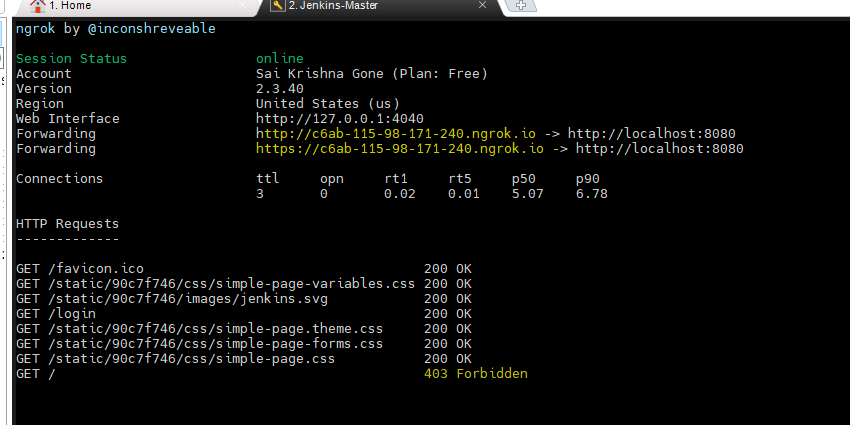 1. Home
2. Jenkins-Master
ngrok by @inconshreveable
Session Status online
Account Sai Krishna Gone (Plan: Free)
Version 2.3.40
Region United States (us)
Web Interface http://127.0.0.1:4040
Forwarding http://c6ab-115-98-171-240.ngrok.io -> http://localhost:8080
Forwarding https://c6ab-115-98-171-240.ngrok.io -> http://localhost:8080
Connections ttl opn rt1 rt5 p50 p90
3 0 0.02 0.01 5.07 6.78
HTTP Requests
-------------
GET /favicon.ico 200 OK
GET /static/90c7f746/css/simple-page-variables.css 200 OK
GET /static/90c7f746/images/jenkins.svg 200 OK
GET /login 200 OK
GET /static/90c7f746/css/simple-page.theme.css 200 OK
GET /static/90c7f746/css/simple-page-forms.css 200 OK
GET /static/90c7f746/css/simple-page.css 200 OK
GET / 403 Forbidden